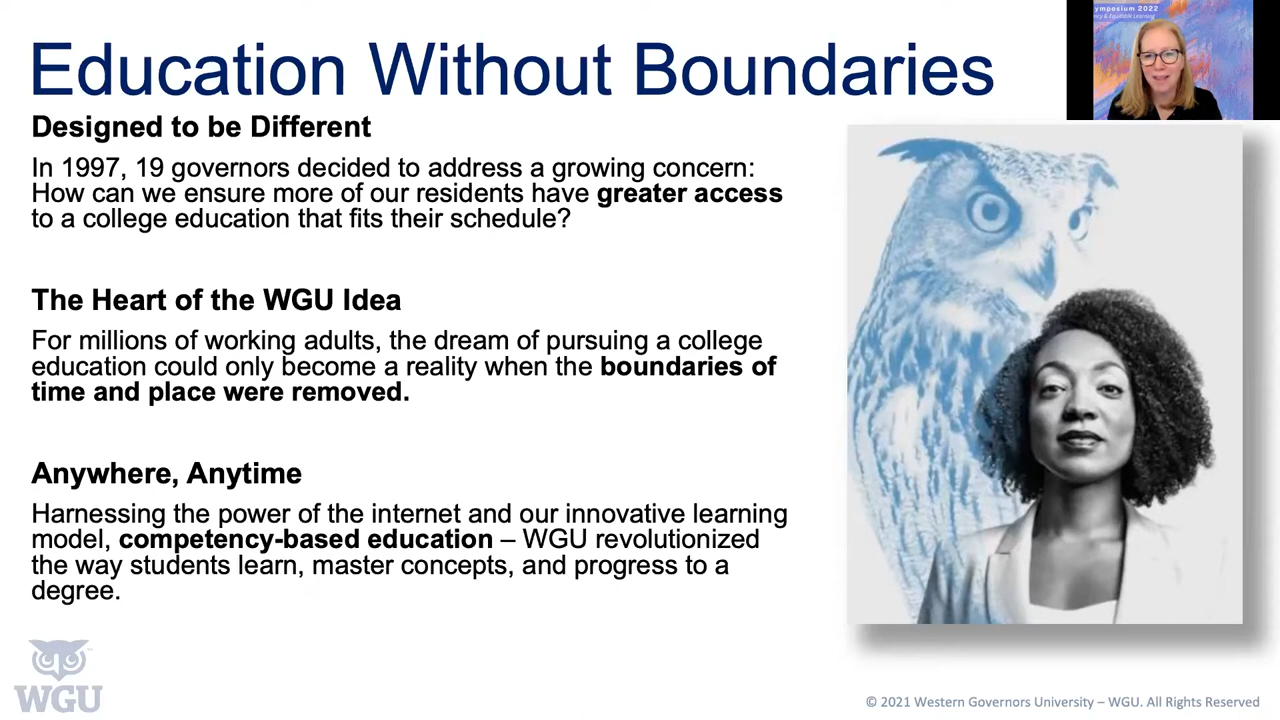 Education Without Boundaries
ymposium 2022
ncy & Equitable Learning
Designed to be Different
In 1997, 19 governors decided to address a growing concern:
How can we ensure more of our residents have greater access
to a college education that fits their schedule?
The Heart of the WGU Idea
For millions of working adults, the dream of pursuing a college
education could only become a reality when the boundaries of
time and place were removed.
Anywhere, Anytime
Harnessing the power of the internet and our innovative learning
model, competency-based education – WGU revolutionized
the way students learn, master concepts, and progress to a
degree.
WGU
© 2021 Western Governors University – WGU. All Rights Reserved